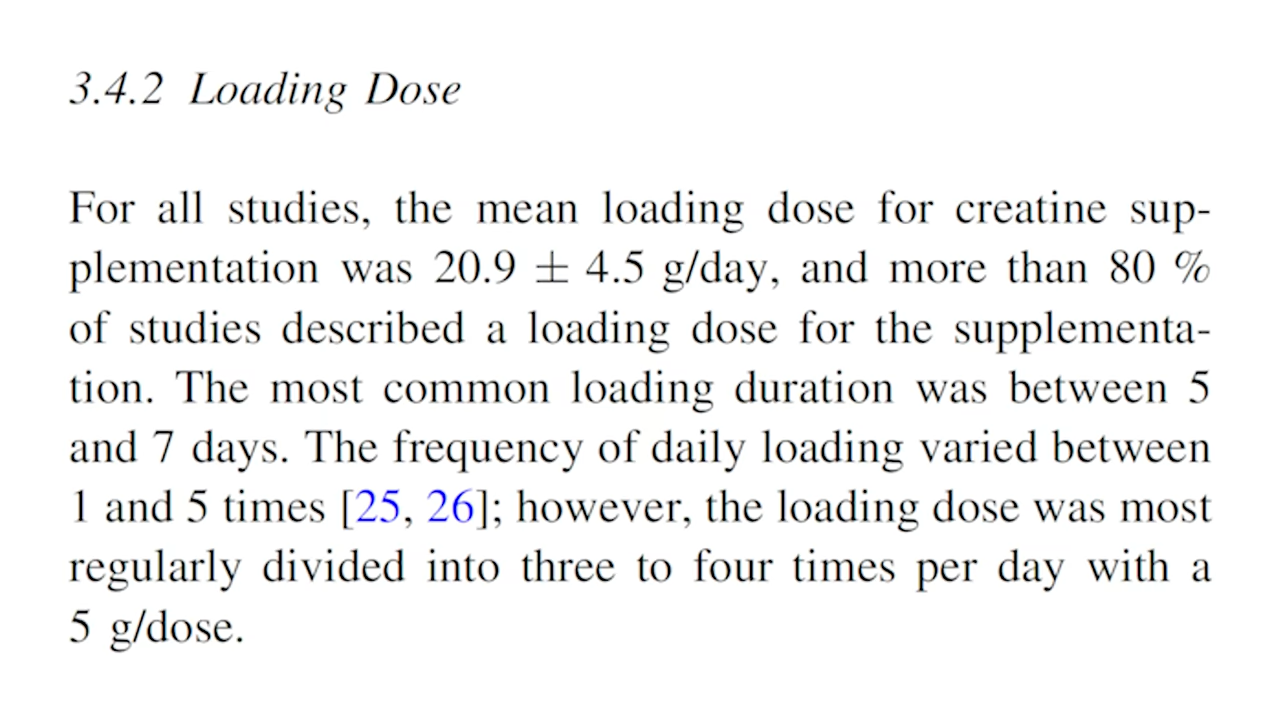 3.4.2 Loading Dose
For all studies, the mean loading dose for creatine sup-
plementation was 20.9 ± 4.5 g/day, and more than 80 %
of studies described a loading dose for the supplementa-
tion. The most common loading duration was between 5
and 7 days. The frequency of daily loading varied between
1 and 5 times [25, 26]; however, the loading dose was most
regularly divided into three to four times per day with a
5 g/dose.